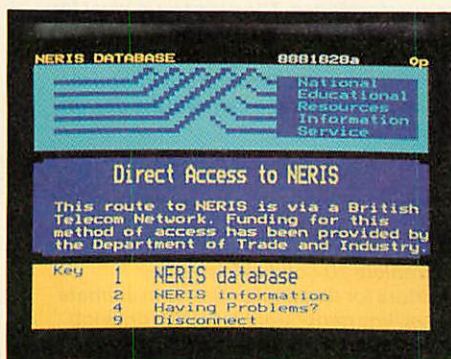 NERIS DATABASE 8881828a 0p
National
Educational
Resources
Information
Service
Direct Access to NERIS
This route to NERIS is via a British
Telecom Network. Funding for this
method of access has been provided by
the Department of Trade and Industry.
Key 1 NERIS database
2 NERIS information
4 Having Problems?
9 Disconnect